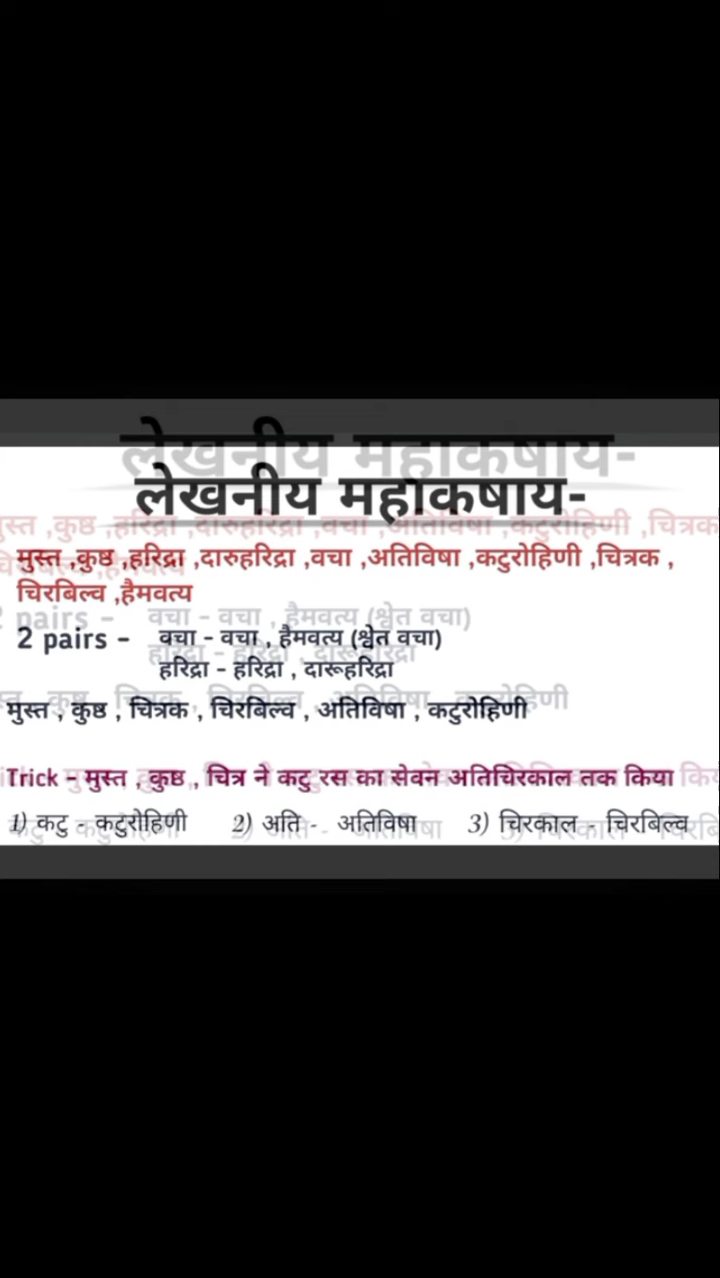 लेखनीय महाकषाय-
मुस्त ,कुष्ठ ,हरिद्रा ,दारुहरिद्रा ,वचा ,अतिविषा ,कटुरोहिणी ,चित्रक ,
चिरबिल्व ,हैमवत्य
2 pairs - वचा - वचा , हैमवत्य (श्वेत वचा)
हरिद्रा - हरिद्रा , दारूहरिद्रा
मुस्त , कुष्ठ , चित्रक , चिरबिल्व , अतिविषा , कटुरोहिणी
Trick - मुस्त , कुष्ठ , चित्र ने कटु रस का सेवन अतिचिरकाल तक किया
1) कटु - कटुरोहिणी 2) अति - अतिविषा 3) चिरकाल - चिरबिल्व